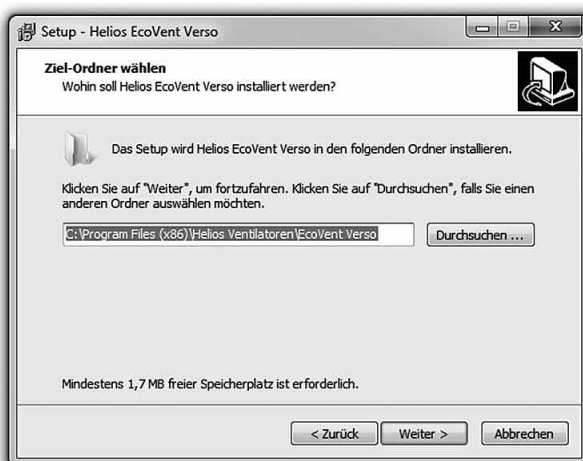 Setup - Helios EcoVent Verso
Ziel-Ordner wählen
Wohin soll Helios EcoVent Verso installiert werden?
Das Setup wird Helios EcoVent Verso in den folgenden Ordner installieren.
Klicken Sie auf "Weiter", um fortzufahren. Klicken Sie auf "Durchsuchen", falls Sie einen
anderen Ordner auswählen möchten.
C:\Program Files (x86)\Helios Ventilatoren\EcoVent Verso
Durchsuchen ...
Mindestens 1,7 MB freier Speicherplatz ist erforderlich.
< Zurück Weiter > Abbrechen